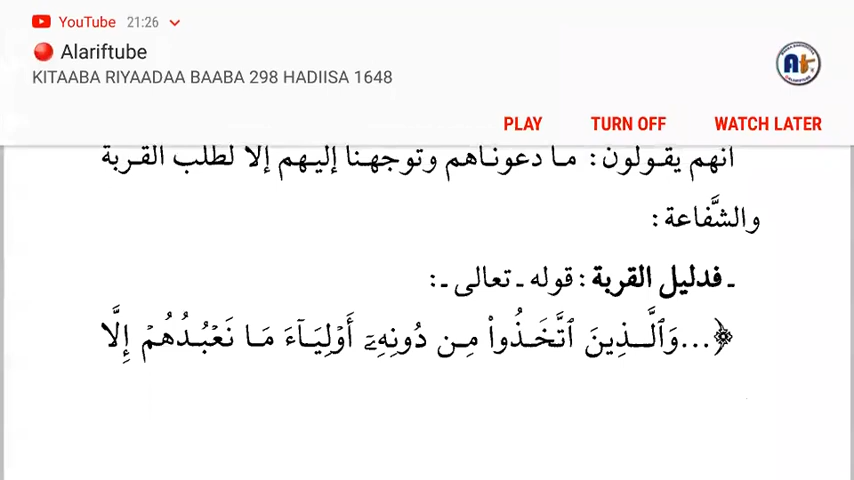 YouTube 21:26
Alariftube
KITAABA RIYAADAA BAABA 298 HADIISA 1648
PLAY TURN OFF WATCH LATER
أنهم يقولون: ما دعوناهم وتوجهنا إليهم إلا لطلب القربة
والشَّفاعة:
ـ فدليل القربة: قوله ـ تعالى ـ:
﴿...وَٱلَّذِينَ ٱتَّخَذُوا۟ مِن دُونِهِۦٓ أَوْلِيَآءَ مَا نَعْبُدُهُمْ إِلَّا